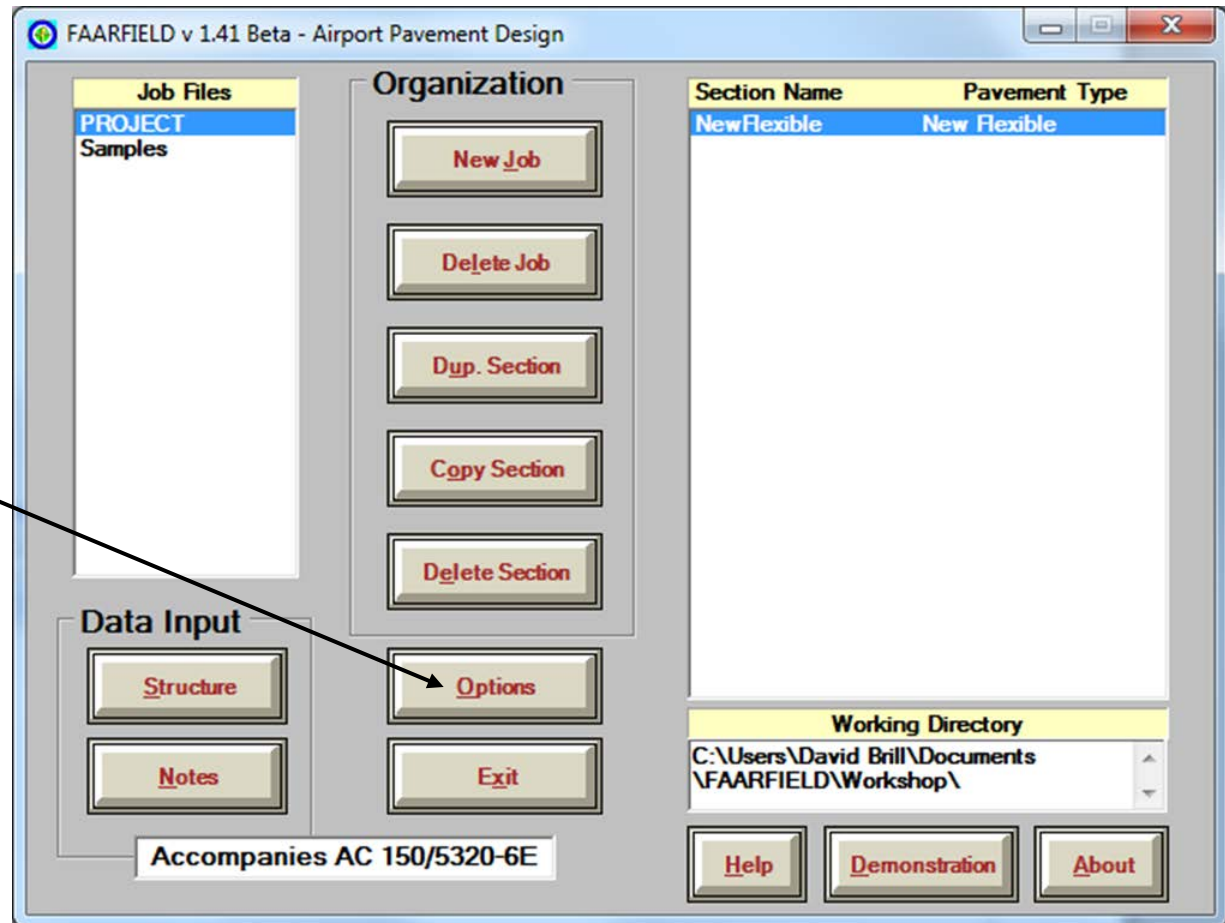 FAARFIELD v 1.41 Beta - Airport Pavement Design
Job Files
PROJECT
Samples
Organization
New Job
Delete Job
Dup. Section
Copy Section
Delete Section
Section Name Pavement Type
NewFlexible New Flexible
Data Input
Structure
Notes
Options
Exit
Working Directory
C:\Users\David Brill\Documents
\FAARFIELD\Workshop\
Accompanies AC 150/5320-6E
Help
Demonstration
About